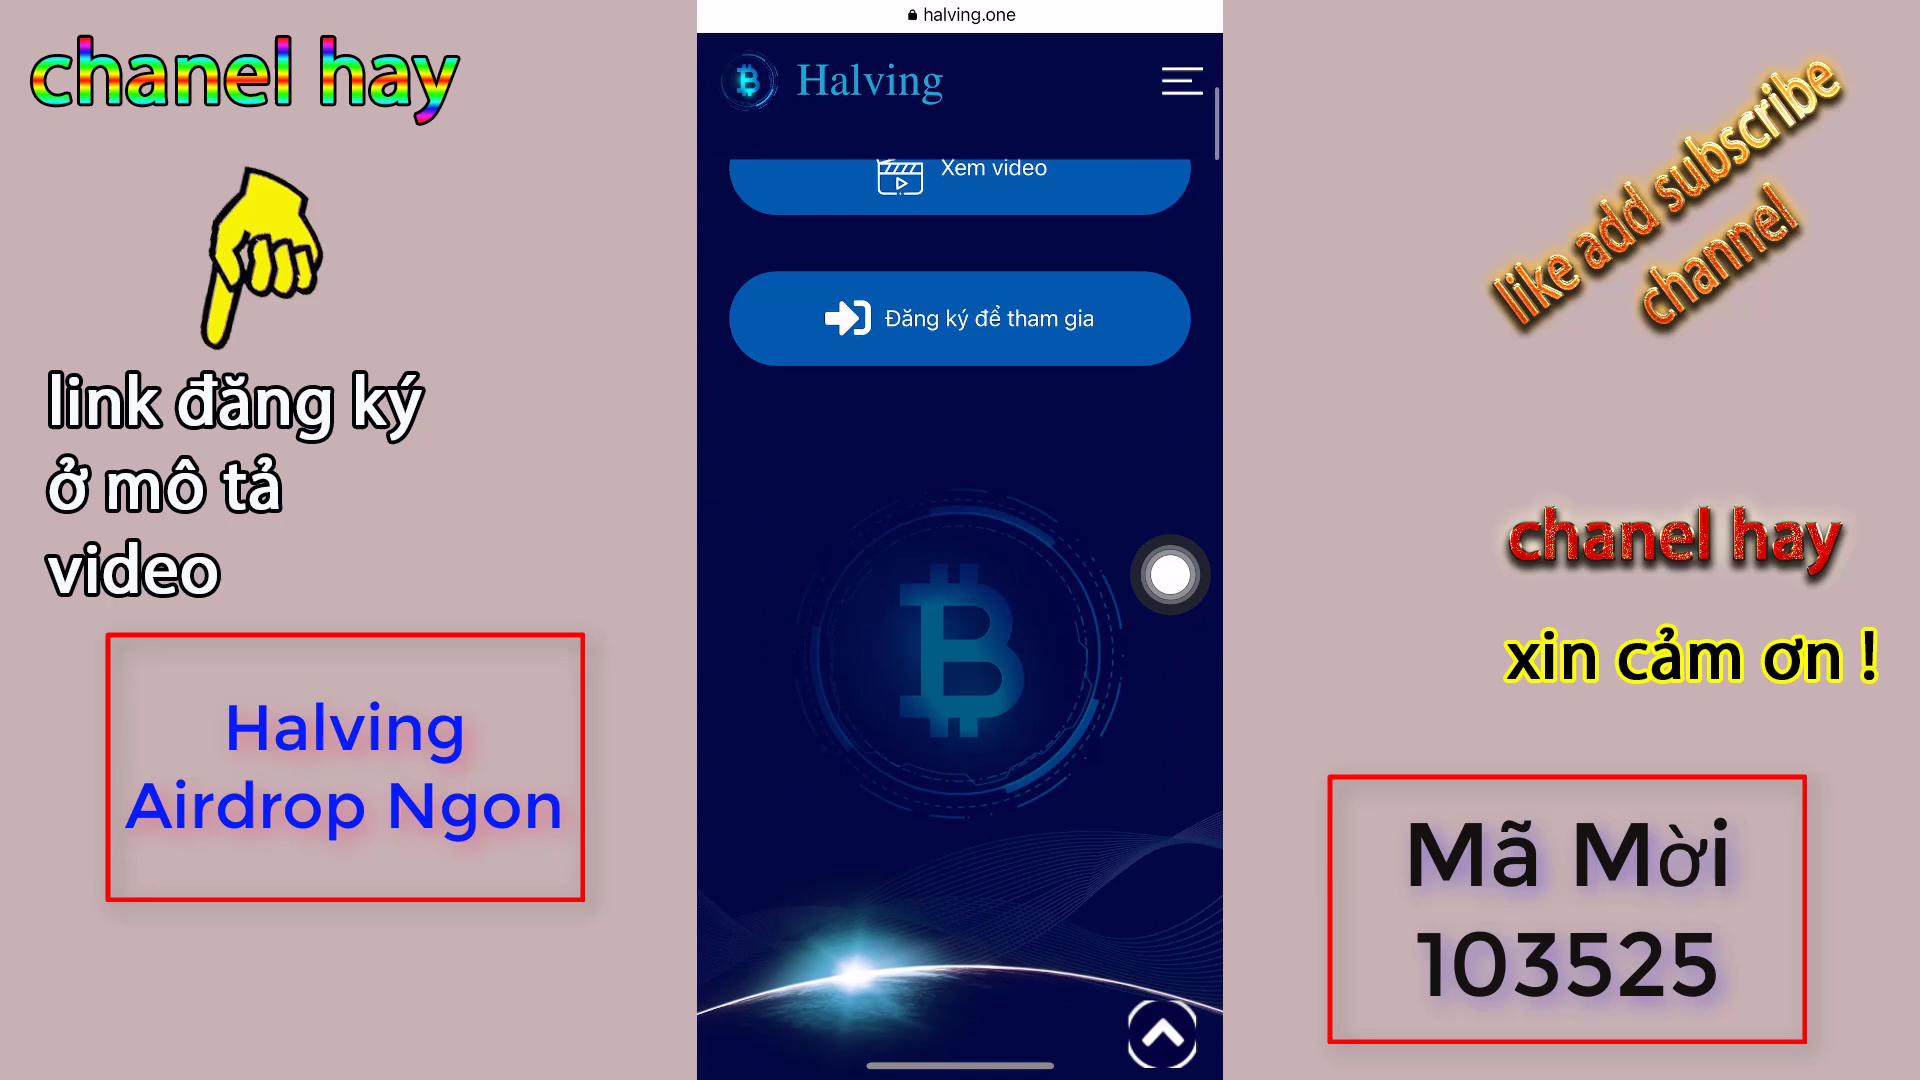 chanel hay
link đăng ký
ở mô tả
video
Halving
Airdrop Ngon
halving.one
Halving
Xem video
Đăng ký để tham gia
like add subscribe
channel
chanel hay
xin cảm ơn !
Mã Mời
103525